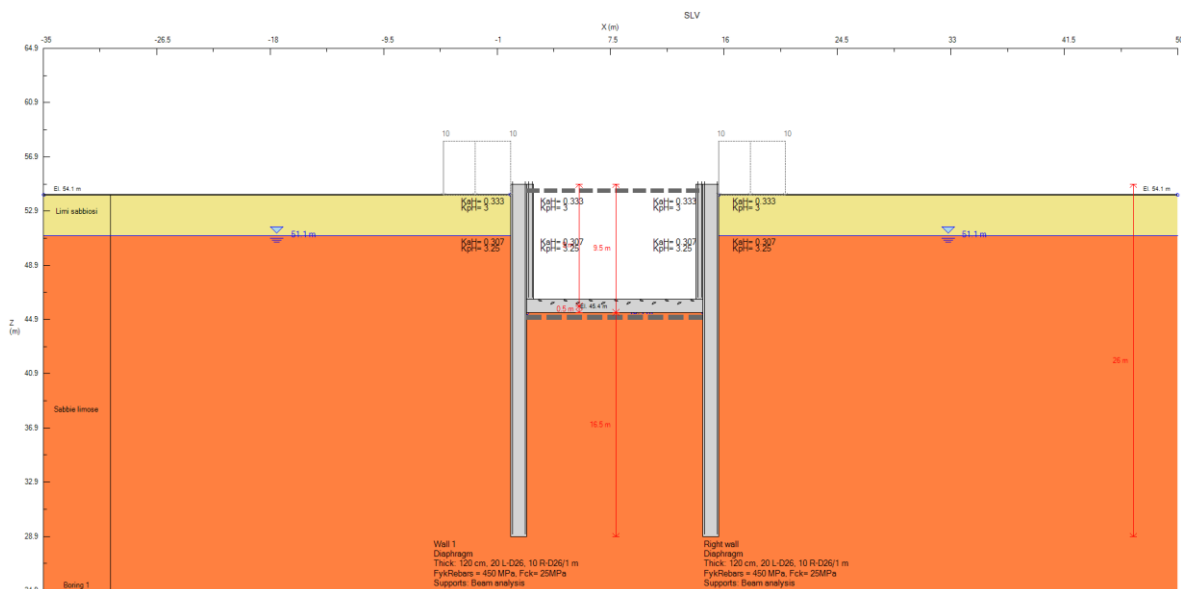 SLV
X (m)
-35 -26.5 -18 -9.5 -1 7.5 16 24.5 33 41.5 50
64.9
60.9
10 10 10 10
56.9
El. 54.1 m El. 54.1 m
Limi sabbiosi
52.9
KaH= 0.333 KaH= 0.333 KaH= 0.333 KaH= 0.333
KpH= 3 KpH= 3 KpH= 3 KpH= 3
51.1 m 51.1 m
KaH= 0.307 KaH= 0.307 KaH= 0.307 KaH= 0.307
KpH= 3.25 KpH= 3.25 KpH= 3.25 KpH= 3.25
9.5 m
48.9
0.5 m
44.9
Z
(m)
40.9
26 m
Sabbie limose
36.9
16.5 m
32.9
28.9
Wall 1
Diaphragm
Thick: 120 cm, 20 L-D26, 10 R-D26/1 m
FykRebars = 450 MPa, Fck= 25MPa
Supports: Beam analysis
Right wall
Diaphragm
Thick: 120 cm, 20 L-D26, 10 R-D26/1 m
FykRebars = 450 MPa, Fck= 25MPa
Supports: Beam analysis
Boring 1